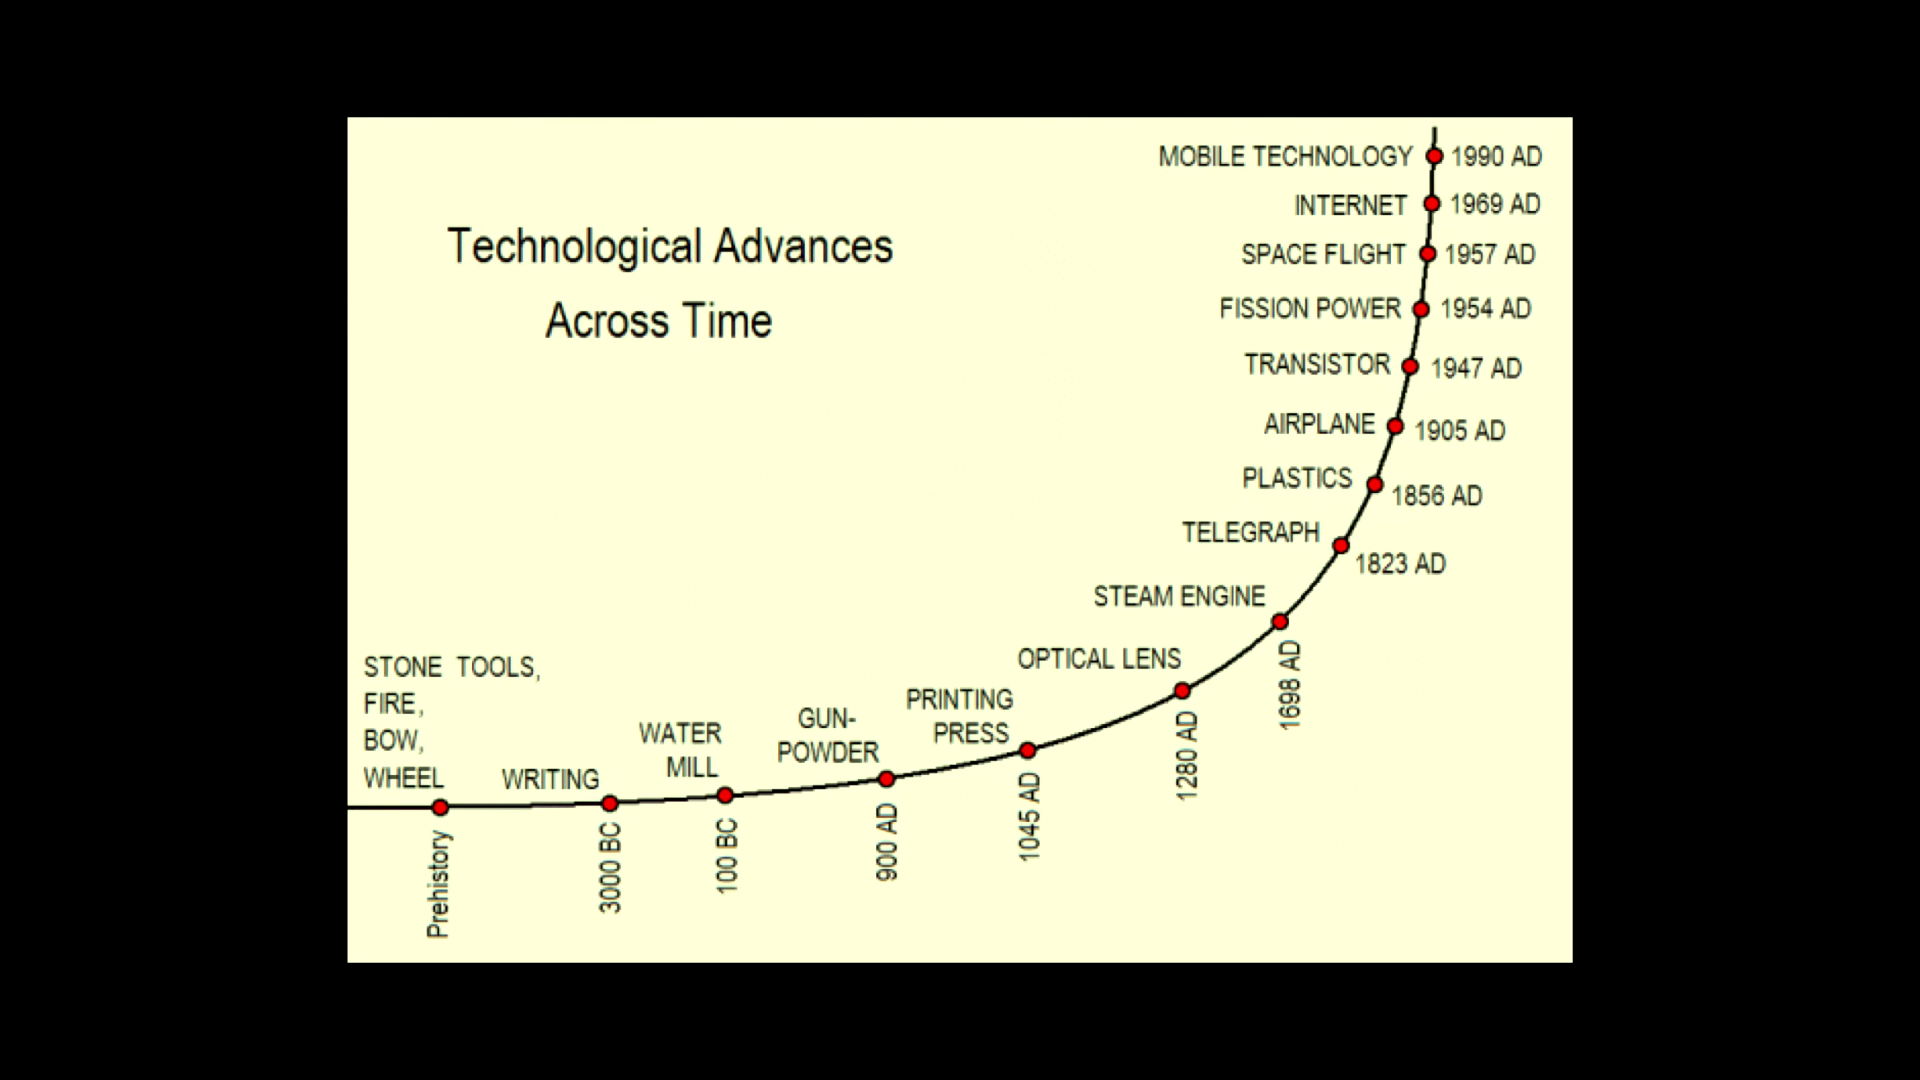 Technological Advances
Across Time
MOBILE TECHNOLOGY 1990 AD
INTERNET 1969 AD
SPACE FLIGHT 1957 AD
FISSION POWER 1954 AD
TRANSISTOR 1947 AD
AIRPLANE 1905 AD
PLASTICS 1856 AD
TELEGRAPH 1823 AD
STEAM ENGINE
1698 AD
OPTICAL LENS
1280 AD
PRINTING
PRESS
1045 AD
GUN-
POWDER
900 AD
WATER
MILL
100 BC
WRITING
3000 BC
STONE TOOLS,
FIRE,
BOW,
WHEEL
Prehistory